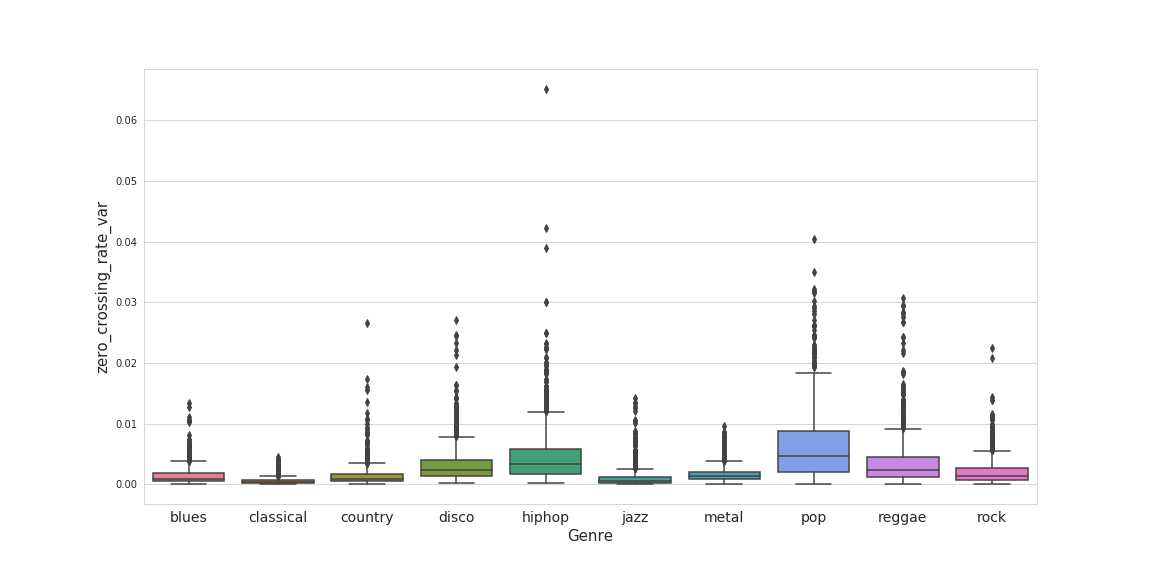 0.06
0.05
0.04
0.03
0.02
0.01
0.00
zero_crossing_rate_var
blues classical country disco hiphop jazz metal pop reggae rock
Genre